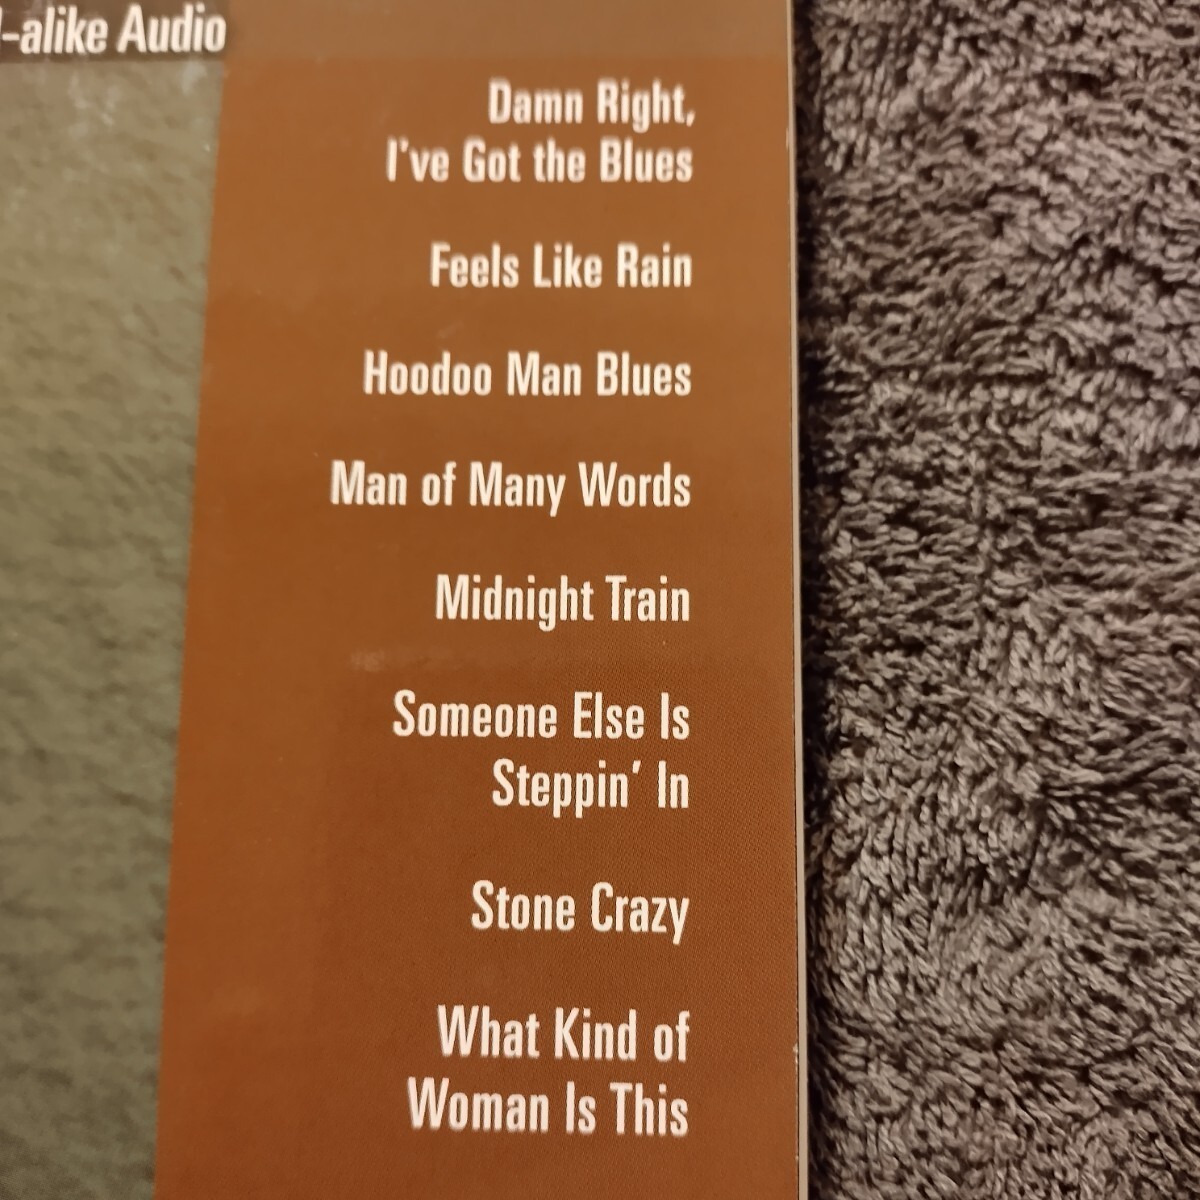 -alike Audio
Damn Right,
I've Got the Blues
Feels Like Rain
Hoodoo Man Blues
Man of Many Words
Midnight Train
Someone Else Is
Steppin' In
Stone Crazy
What Kind of
Woman Is This